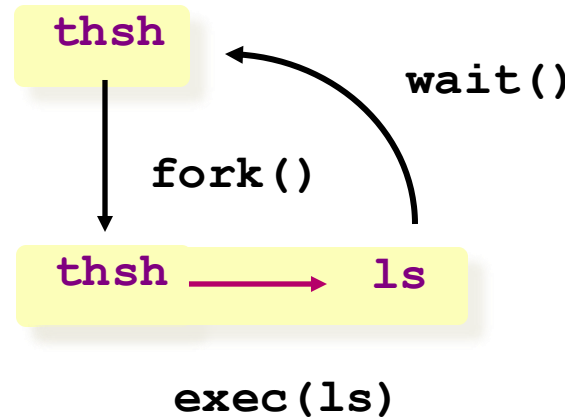 thsh
wait()
fork()
thsh
ls
exec(ls)